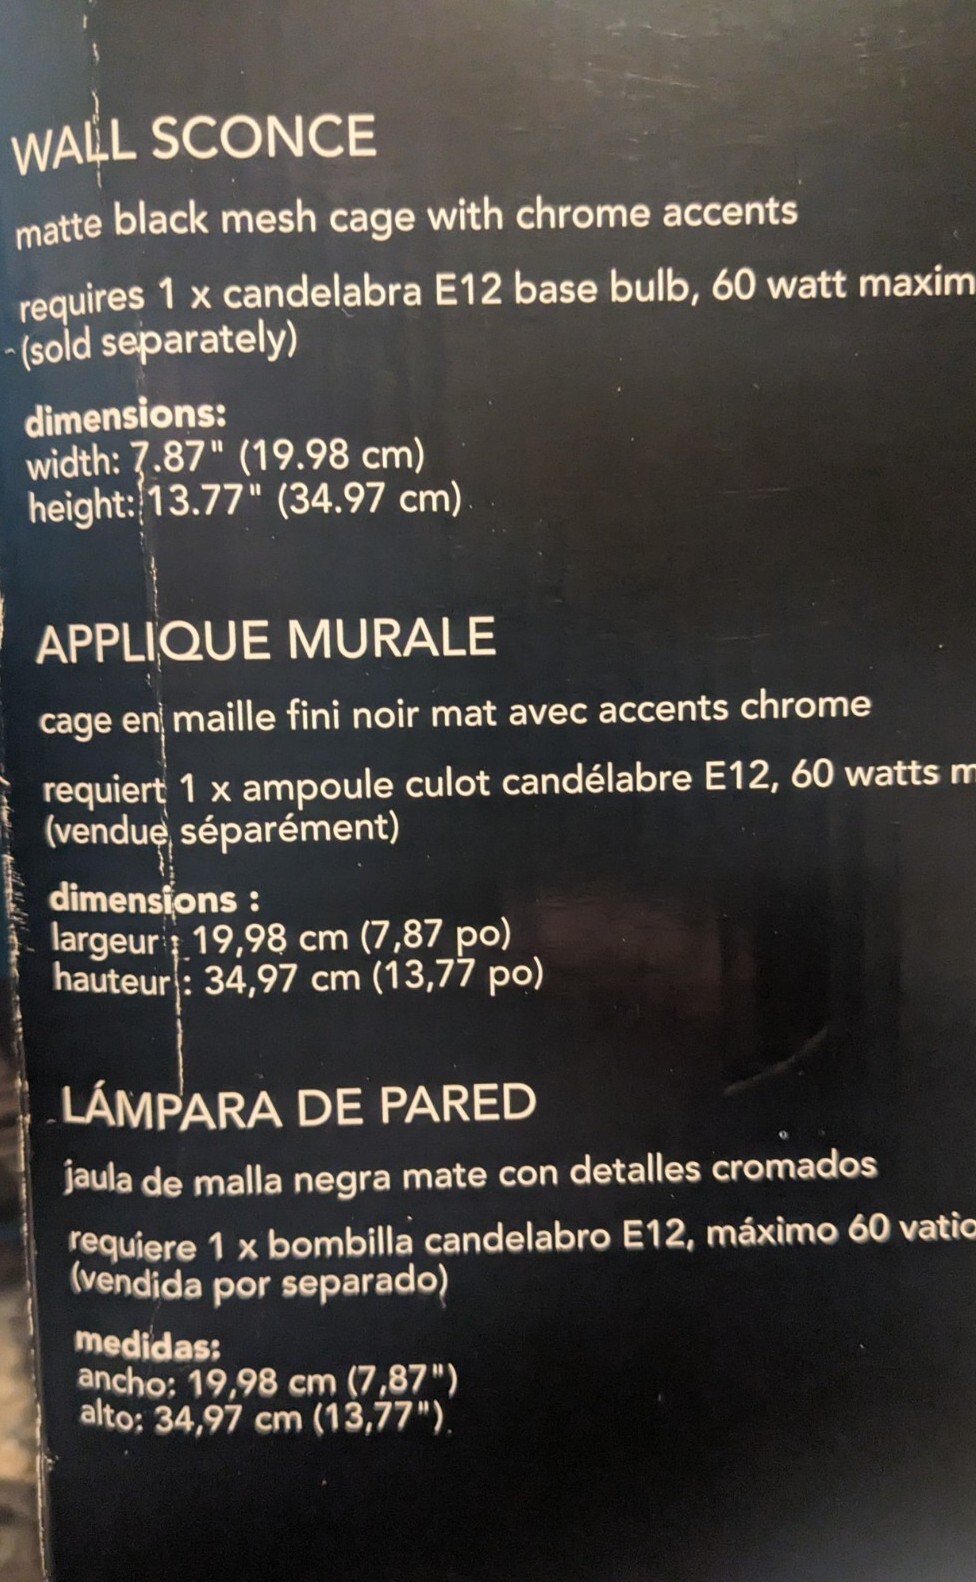 WALL SCONCE
matte black mesh cage with chrome accents
requires 1 x candelabra E12 base bulb, 60 watt maxim
(sold separately)
dimensions:
width: 7.87" (19.98 cm)
height: 13.77" (34.97 cm)
APPLIQUE MURALE
cage en maille fini noir mat avec accents chrome
requiert 1 x ampoule culot candélabre E12, 60 watts m
(vendue séparément)
dimensions :
largeur : 19,98 cm (7,87 po)
hauteur : 34,97 cm (13,77 po)
LÁMPARA DE PARED
jaula de malla negra mate con detalles cromados
requiere 1 x bombilla candelabro E12, máximo 60 vatio
(vendida por separado)
medidas:
ancho: 19,98 cm (7,87")
alto: 34,97 cm (13,77")